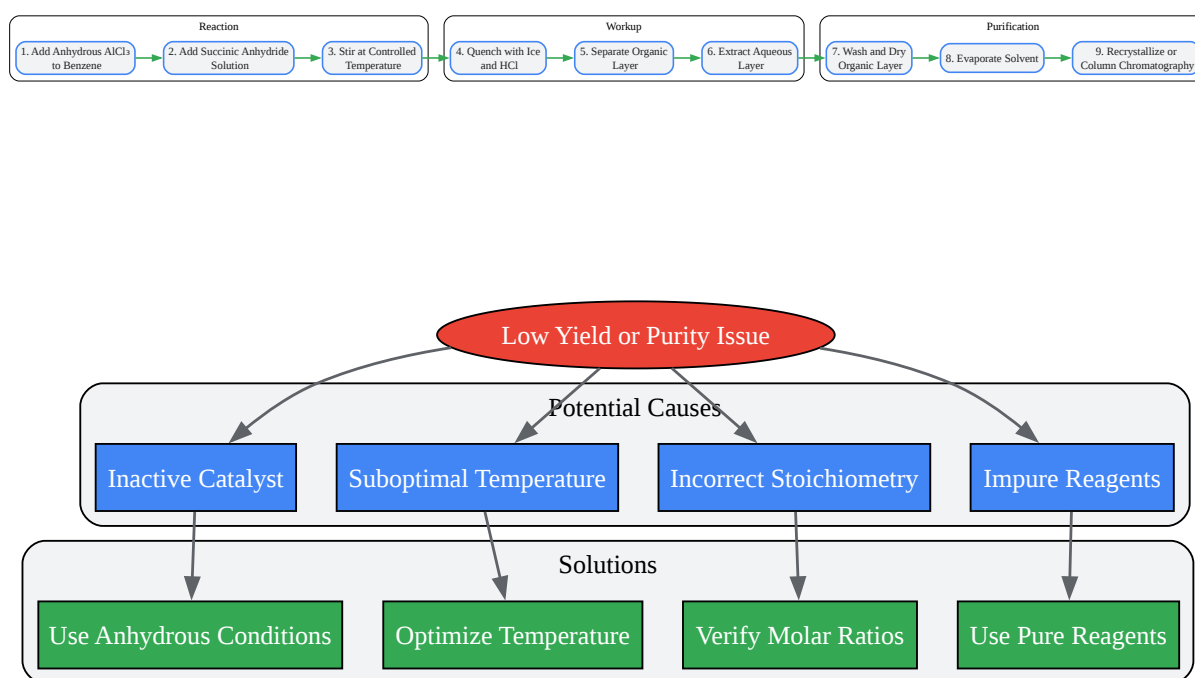 Reaction
Workup
Purification
1. Add Anhydrous AlCl₃
to Benzene
2. Add Succinic Anhydride
Solution
3. Stir at Controlled
Temperature
4. Quench with Ice
and HCl
5. Separate Organic
Layer
6. Extract Aqueous
Layer
7. Wash and Dry
Organic Layer
8. Evaporate Solvent
9. Recrystallize or
Column Chromatography
Low Yield or Purity Issue
Potential Causes
Inactive Catalyst
Suboptimal Temperature
Incorrect Stoichiometry
Impure Reagents
Solutions
Use Anhydrous Conditions
Optimize Temperature
Verify Molar Ratios
Use Pure Reagents